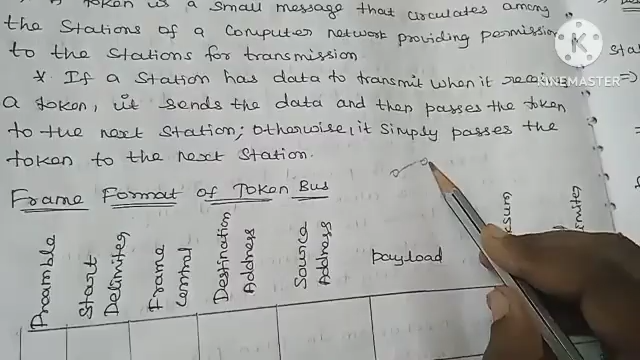 Token is a small message that circulates among
the Stations of a Computer network providing permission
to the Stations for transmission
* If a Station has data to transmit when it
a token, it sends the data and then passes the token
to the next Station; otherwise, it simply passes the
token to the next station.
Frame Format of Token Bus
Preamble
Start Delimiter
Frame Control
Destination Address
Source Address
payload
K
KINEMASTER